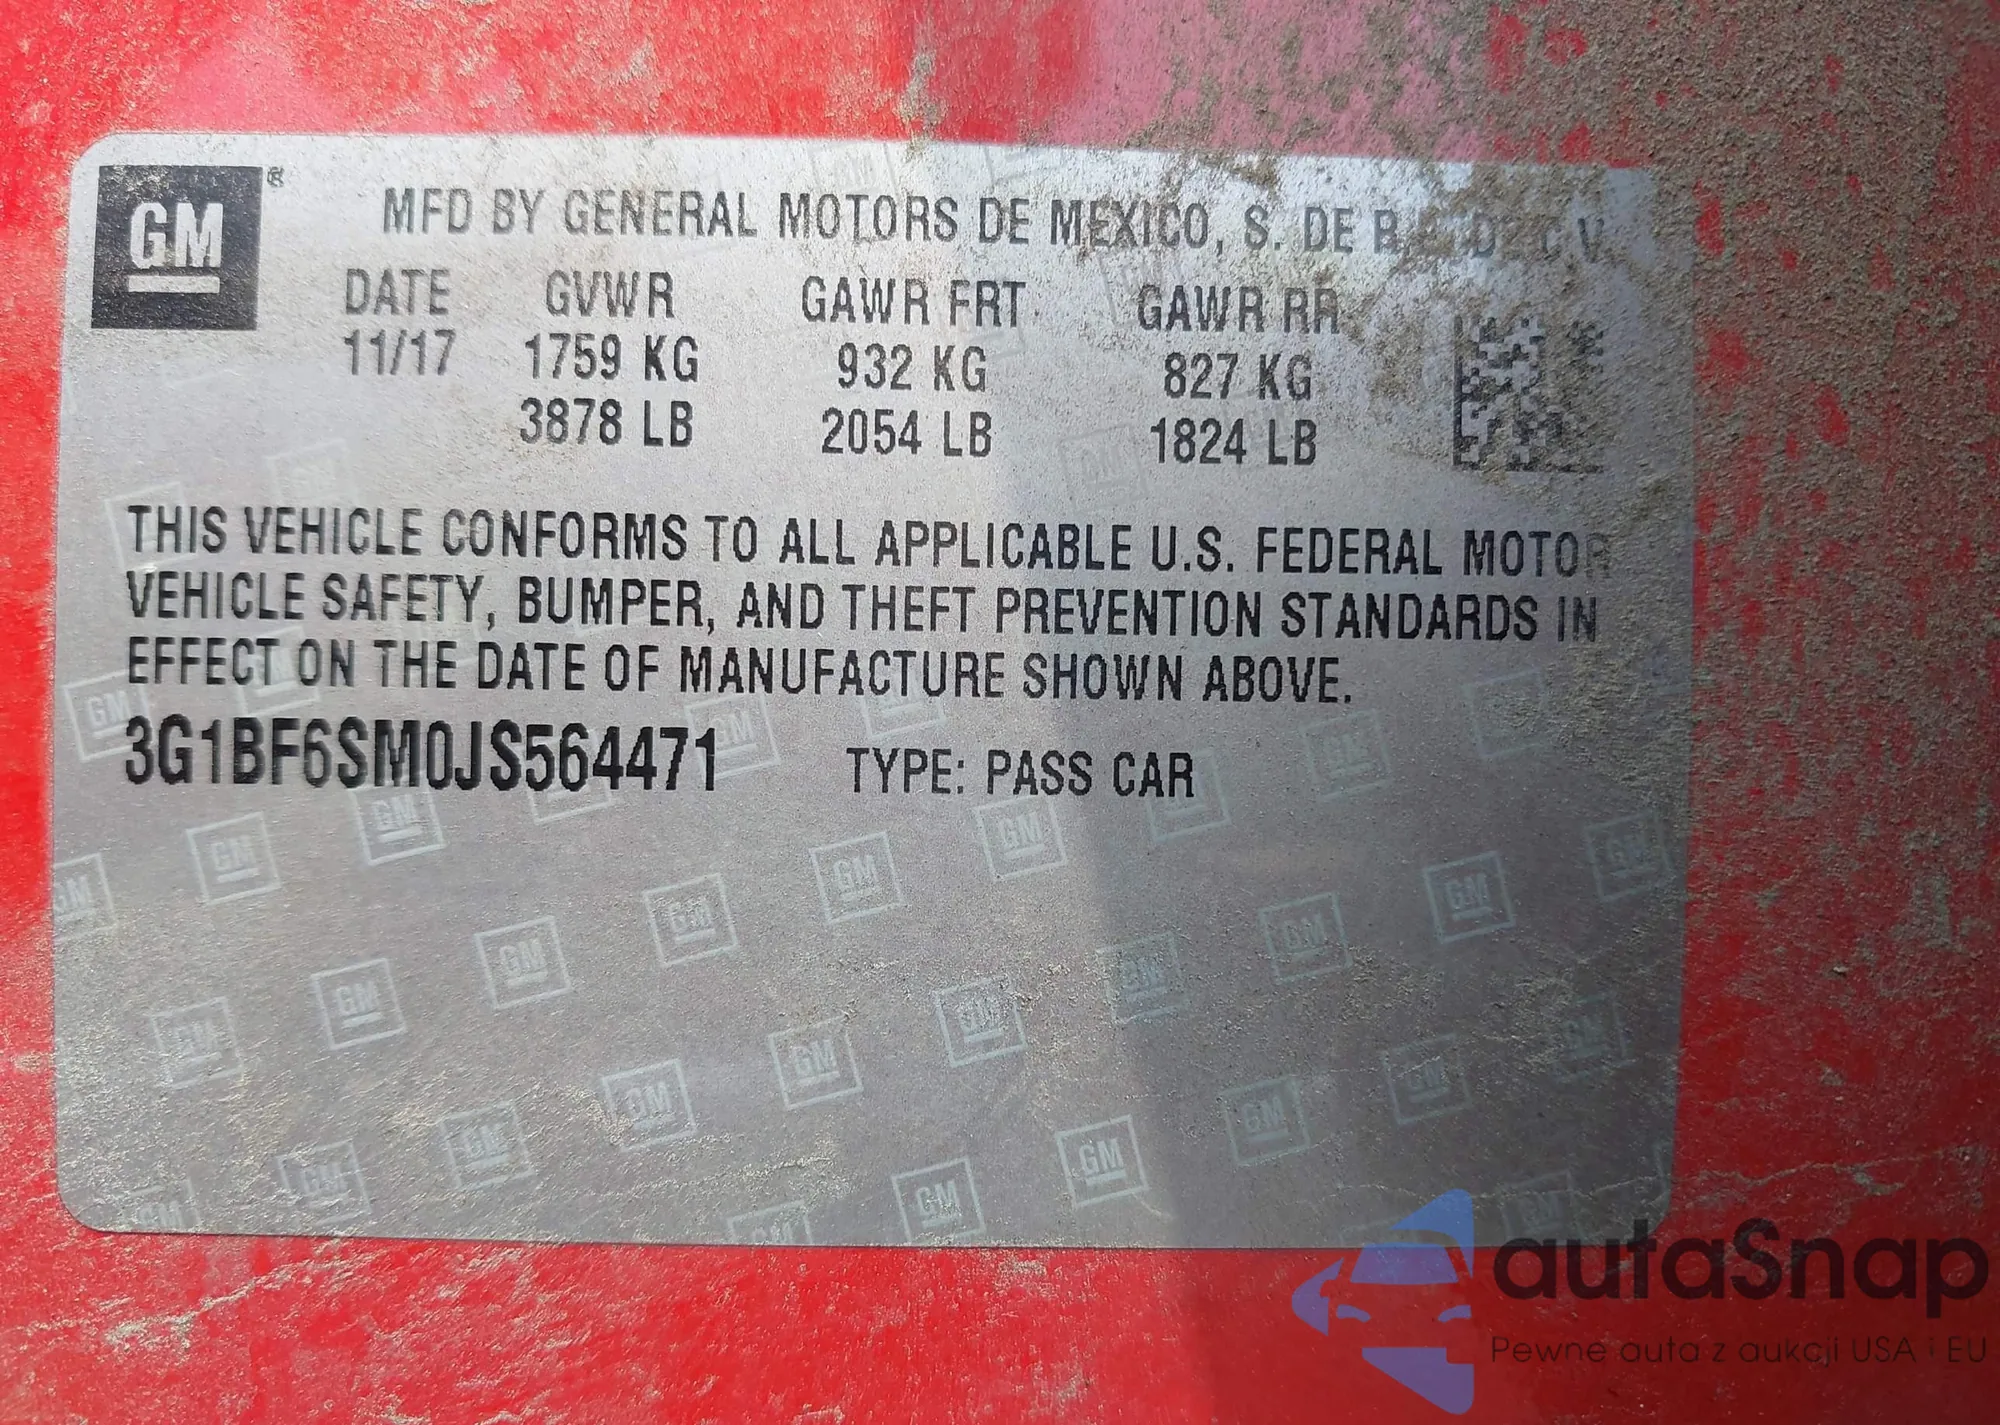 GM ®
MFD BY GENERAL MOTORS DE MEXICO, S. DE
DATE GVWR GAWR FRT GAWR RR
11/17 1759 KG 932 KG 827 KG
3878 LB 2054 LB 1824 LB
THIS VEHICLE CONFORMS TO ALL APPLICABLE U.S. FEDERAL MOTOR
VEHICLE SAFETY, BUMPER, AND THEFT PREVENTION STANDARDS IN
EFFECT ON THE DATE OF MANUFACTURE SHOWN ABOVE.
3G1BF6SM0JS564471 TYPE: PASS CAR
autaSnap
Pewne auta z aukcji USA i EU